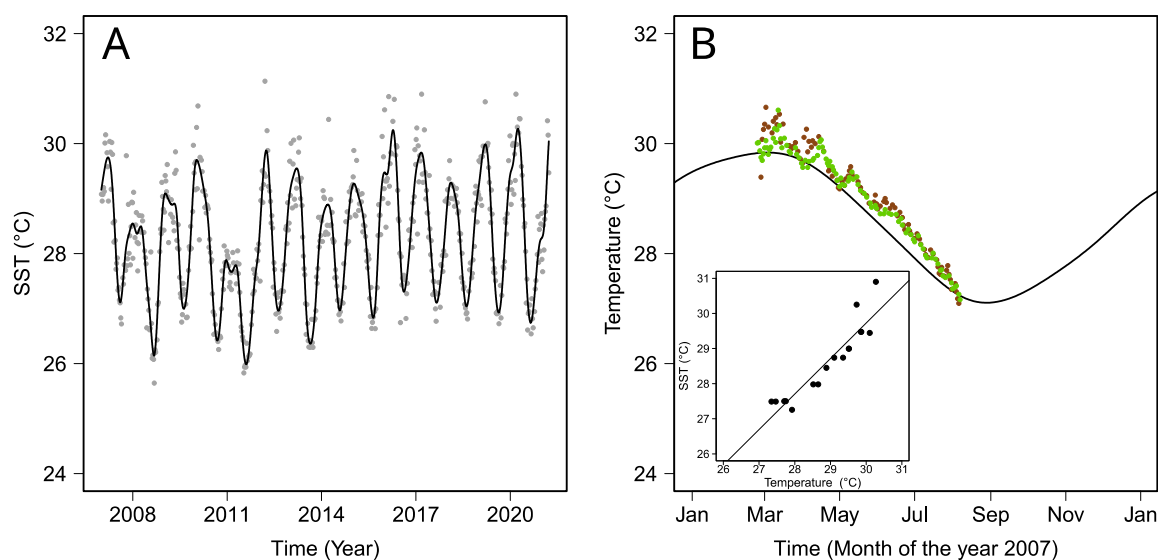 A
SST (°C)
32
30
28
26
24
2008 2011 2014 2017 2020
Time (Year)
B
Temperature (°C)
32
30
28
26
24
SST (°C)
31
30
29
28
27
26
26 27 28 29 30 31
Temperature (°C)
Jan Mar May Jul Sep Nov Jan
Time (Month of the year 2007)